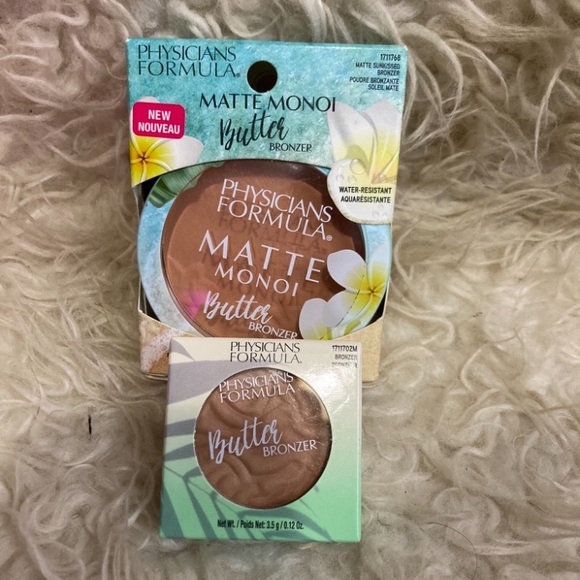 PHYSICIANS
FORMULA®
1711768
MATTE SUNKISSED
BRONZER
POUDRE BRONZANTE
SOLEIL MATE
NEW
NOUVEAU
MATTE MONOI
Butter
BRONZER
WATER-RESISTANT
AQUARÉSISTANTE
PHYSICIANS
FORMULA®
MATTE
MONOI
Butter
BRONZER
PHYSICIANS
FORMULA
1711702M
BRONZER
PHYSICIANS
FORMULA
Butter
BRONZER
Net Wt. / Poids Net: 3.5 g / 0.12 Oz.